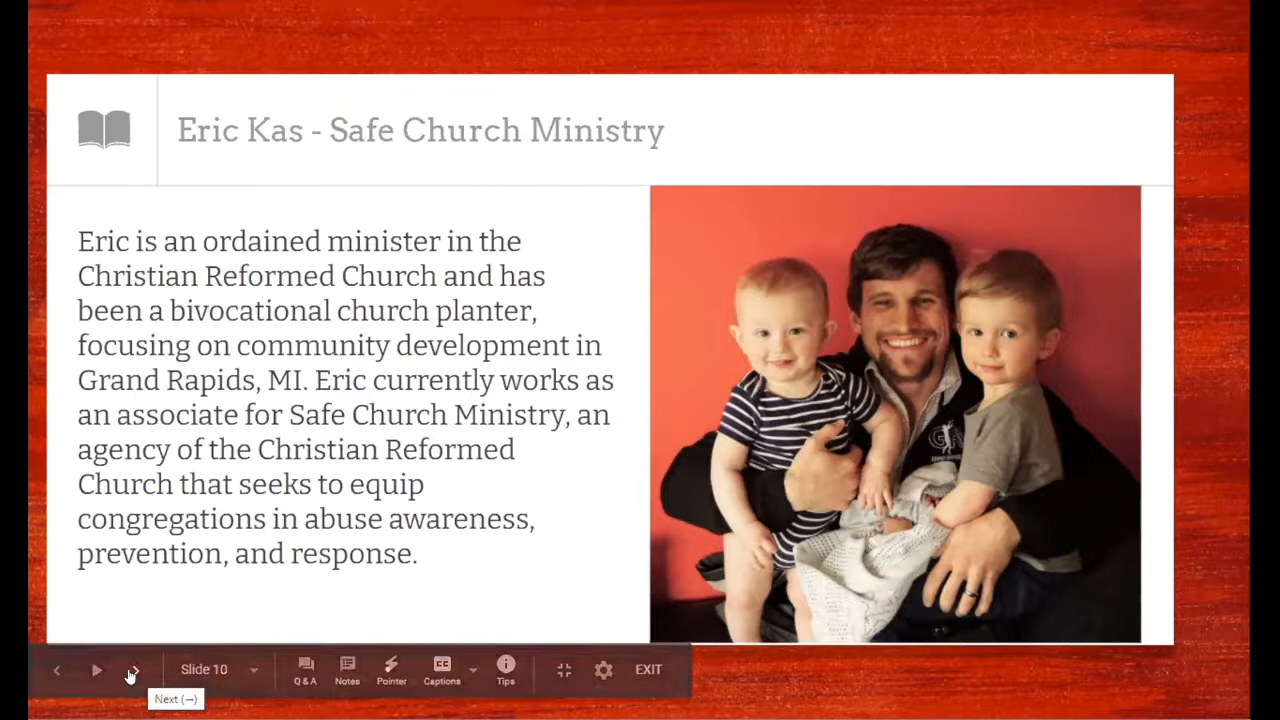 Eric Kas - Safe Church Ministry
Eric is an ordained minister in the
Christian Reformed Church and has
been a bivocational church planter,
focusing on community development in
Grand Rapids, MI. Eric currently works as
an associate for Safe Church Ministry, an
agency of the Christian Reformed
Church that seeks to equip
congregations in abuse awareness,
prevention, and response.
Slide 10
Q & A
Notes
Pointer
CC
Captions
Tips
EXIT
Next (→)